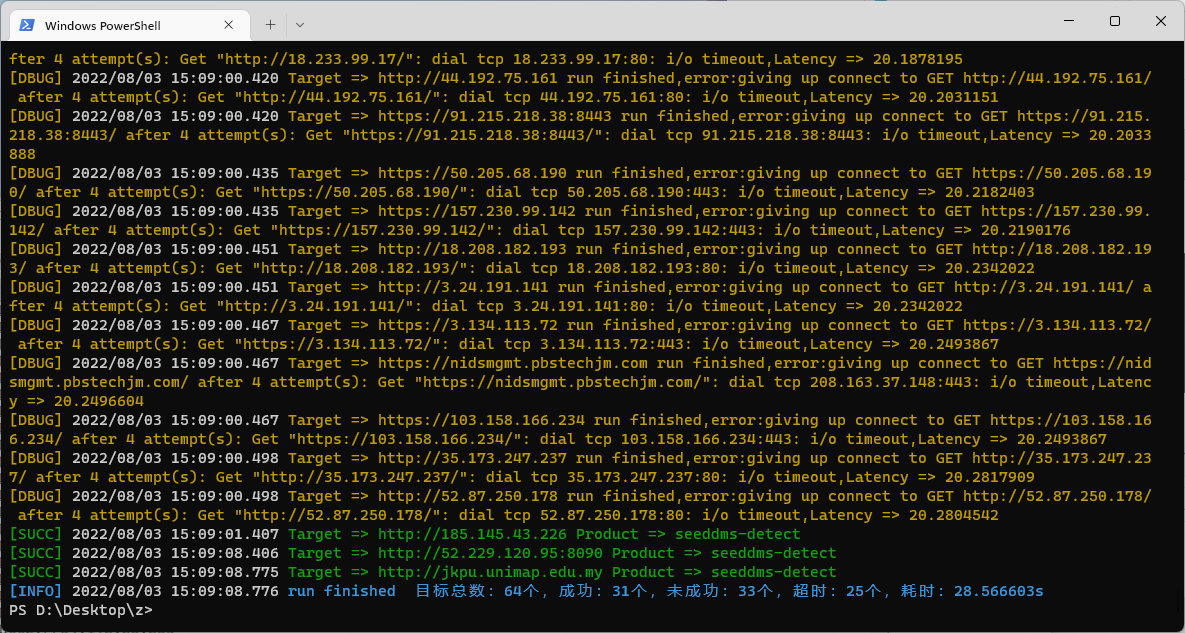 Windows PowerShell
fter 4 attempt(s): Get "http://18.233.99.17/": dial tcp 18.233.99.17:80: i/o timeout,Latency => 20.1878195
[DBUG] 2022/08/03 15:09:00.420 Target => http://44.192.75.161 run finished,error:giving up connect to GET http://44.192.75.161/
after 4 attempt(s): Get "http://44.192.75.161/": dial tcp 44.192.75.161:80: i/o timeout,Latency => 20.2031151
[DBUG] 2022/08/03 15:09:00.420 Target => https://91.215.218.38:8443 run finished,error:giving up connect to GET https://91.215.
218.38:8443/ after 4 attempt(s): Get "https://91.215.218.38:8443/": dial tcp 91.215.218.38:8443: i/o timeout,Latency => 20.2033
888
[DBUG] 2022/08/03 15:09:00.435 Target => https://50.205.68.190 run finished,error:giving up connect to GET https://50.205.68.19
0/ after 4 attempt(s): Get "https://50.205.68.190/": dial tcp 50.205.68.190:443: i/o timeout,Latency => 20.2182403
[DBUG] 2022/08/03 15:09:00.435 Target => https://157.230.99.142 run finished,error:giving up connect to GET https://157.230.99.
142/ after 4 attempt(s): Get "https://157.230.99.142/": dial tcp 157.230.99.142:443: i/o timeout,Latency => 20.2190176
[DBUG] 2022/08/03 15:09:00.451 Target => http://18.208.182.193 run finished,error:giving up connect to GET http://18.208.182.19
3/ after 4 attempt(s): Get "http://18.208.182.193/": dial tcp 18.208.182.193:80: i/o timeout,Latency => 20.2342022
[DBUG] 2022/08/03 15:09:00.451 Target => http://3.24.191.141 run finished,error:giving up connect to GET http://3.24.191.141/ a
fter 4 attempt(s): Get "http://3.24.191.141/": dial tcp 3.24.191.141:80: i/o timeout,Latency => 20.2342022
[DBUG] 2022/08/03 15:09:00.467 Target => https://3.134.113.72 run finished,error:giving up connect to GET https://3.134.113.72/
after 4 attempt(s): Get "https://3.134.113.72/": dial tcp 3.134.113.72:443: i/o timeout,Latency => 20.2493867
[DBUG] 2022/08/03 15:09:00.467 Target => https://nidsmgmt.pbstechjm.com run finished,error:giving up connect to GET https://nid
smgmt.pbstechjm.com/ after 4 attempt(s): Get "https://nidsmgmt.pbstechjm.com/": dial tcp 208.163.37.148:443: i/o timeout,Latenc
y => 20.2496604
[DBUG] 2022/08/03 15:09:00.467 Target => https://103.158.166.234 run finished,error:giving up connect to GET https://103.158.16
6.234/ after 4 attempt(s): Get "https://103.158.166.234/": dial tcp 103.158.166.234:443: i/o timeout,Latency => 20.2493867
[DBUG] 2022/08/03 15:09:00.498 Target => http://35.173.247.237 run finished,error:giving up connect to GET http://35.173.247.23
7/ after 4 attempt(s): Get "http://35.173.247.237/": dial tcp 35.173.247.237:80: i/o timeout,Latency => 20.2817909
[DBUG] 2022/08/03 15:09:00.498 Target => http://52.87.250.178 run finished,error:giving up connect to GET http://52.87.250.178/
after 4 attempt(s): Get "http://52.87.250.178/": dial tcp 52.87.250.178:80: i/o timeout,Latency => 20.2804542
[SUCC] 2022/08/03 15:09:01.407 Target => http://185.145.43.226 Product => seeddms-detect
[SUCC] 2022/08/03 15:09:08.406 Target => http://52.229.120.95:8090 Product => seeddms-detect
[SUCC] 2022/08/03 15:09:08.775 Target => http://jkpu.unimap.edu.my Product => seeddms-detect
[INFO] 2022/08/03 15:09:08.776 run finished 目标总数: 64个, 成功: 31个, 未成功: 33个, 超时: 25个, 耗时: 28.566603s
PS D:\Desktop\z>